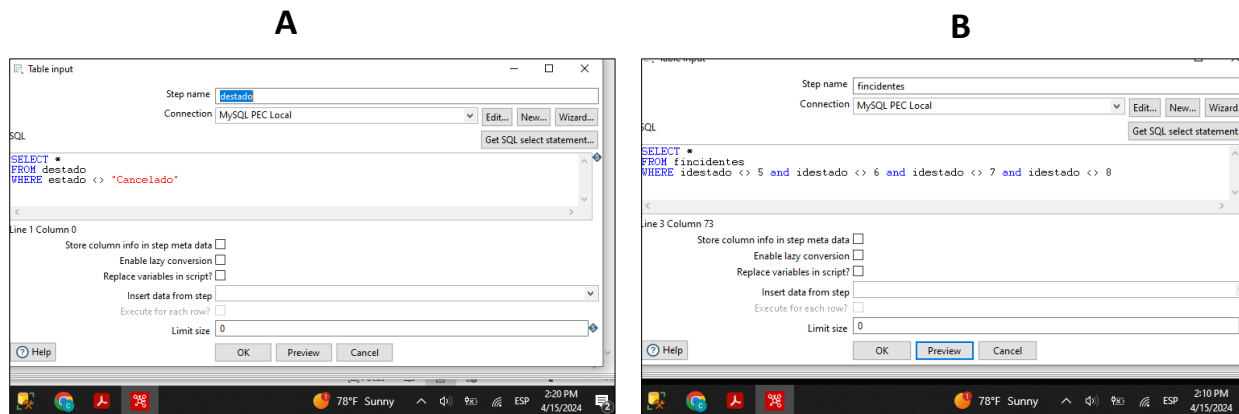 A
B
Table input
Step name destado
Connection MySQL PEC Local Edit... New... Wizard...
SQL Get SQL select statement...
SELECT *
FROM destado
WHERE estado <> "Cancelado"
Line 1 Column 0
Store column info in step meta data
Enable lazy conversion
Replace variables in script?
Insert data from step
Execute for each row?
Limit size 0
Help OK Preview Cancel
78°F Sunny ESP 2:20 PM
4/15/2024 2
Table input
Step name fincidentes
Connection MySQL PEC Local Edit... New... Wizard
SQL Get SQL select statement
SELECT *
FROM fincidentes
WHERE idestado <> 5 and idestado <> 6 and idestado <> 7 and idestado <> 8
Line 3 Column 73
Store column info in step meta data
Enable lazy conversion
Replace variables in script?
Insert data from step
Execute for each row?
Limit size 0
Help OK Preview Cancel
78°F Sunny ESP 2:10 PM
4/15/2024